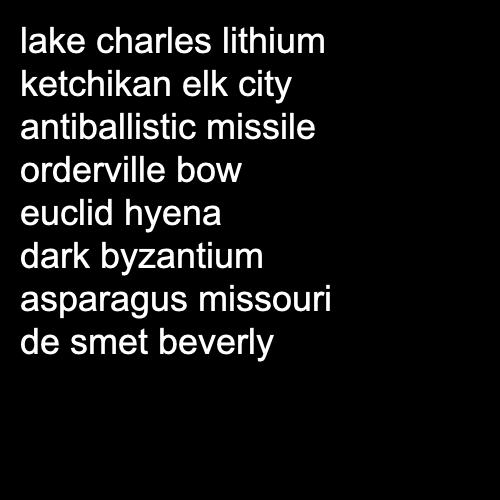 lake charles lithium
ketchikan elk city
antiballistic missile
orderville bow
euclid hyena
dark byzantium
asparagus missouri
de smet beverly